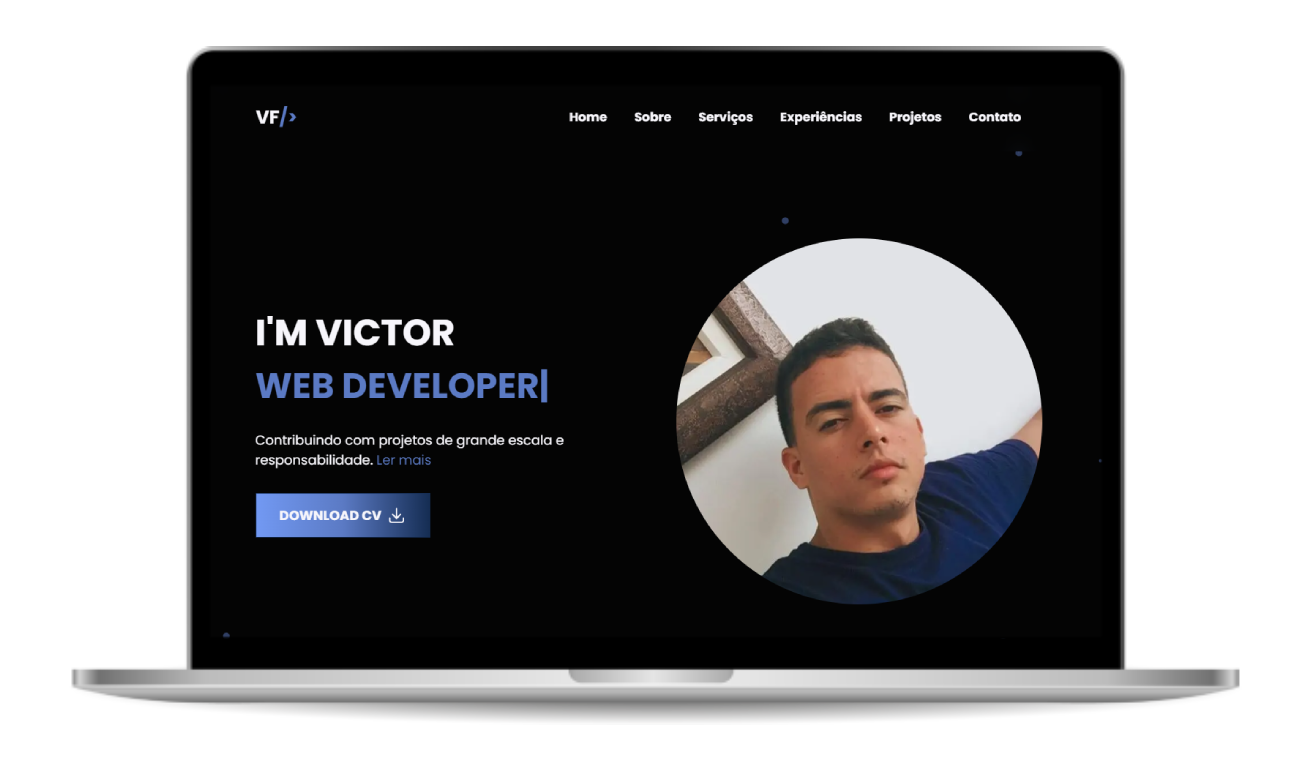 VF/>
Home Sobre Serviços Experiências Projetos Contato
I'M VICTOR
WEB DEVELOPER|
Contribuindo com projetos de grande escala e
responsabilidade. Ler mais
DOWNLOAD CV